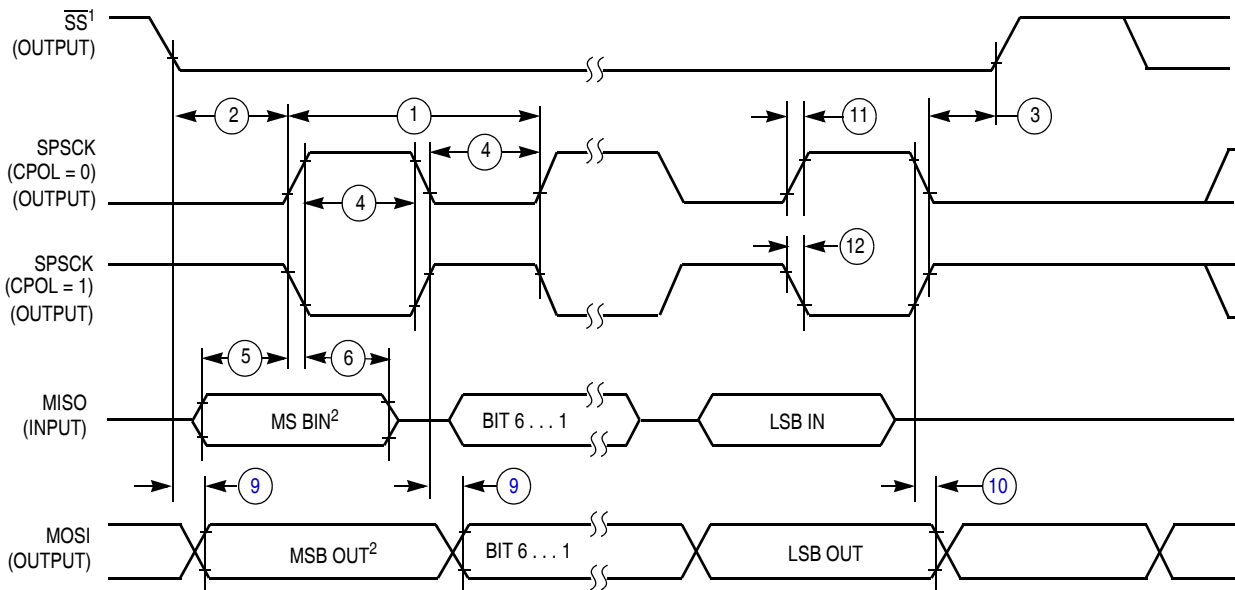 SS¹
(OUTPUT)
2
1
11
3
SPSCK
(CPOL = 0)
(OUTPUT)
4
4
SPSCK
(CPOL = 1)
(OUTPUT)
12
5
6
MISO
(INPUT)
MS BIN²
BIT 6 . . . 1
LSB IN
9
9
10
MOSI
(OUTPUT)
MSB OUT²
BIT 6 . . . 1
LSB OUT